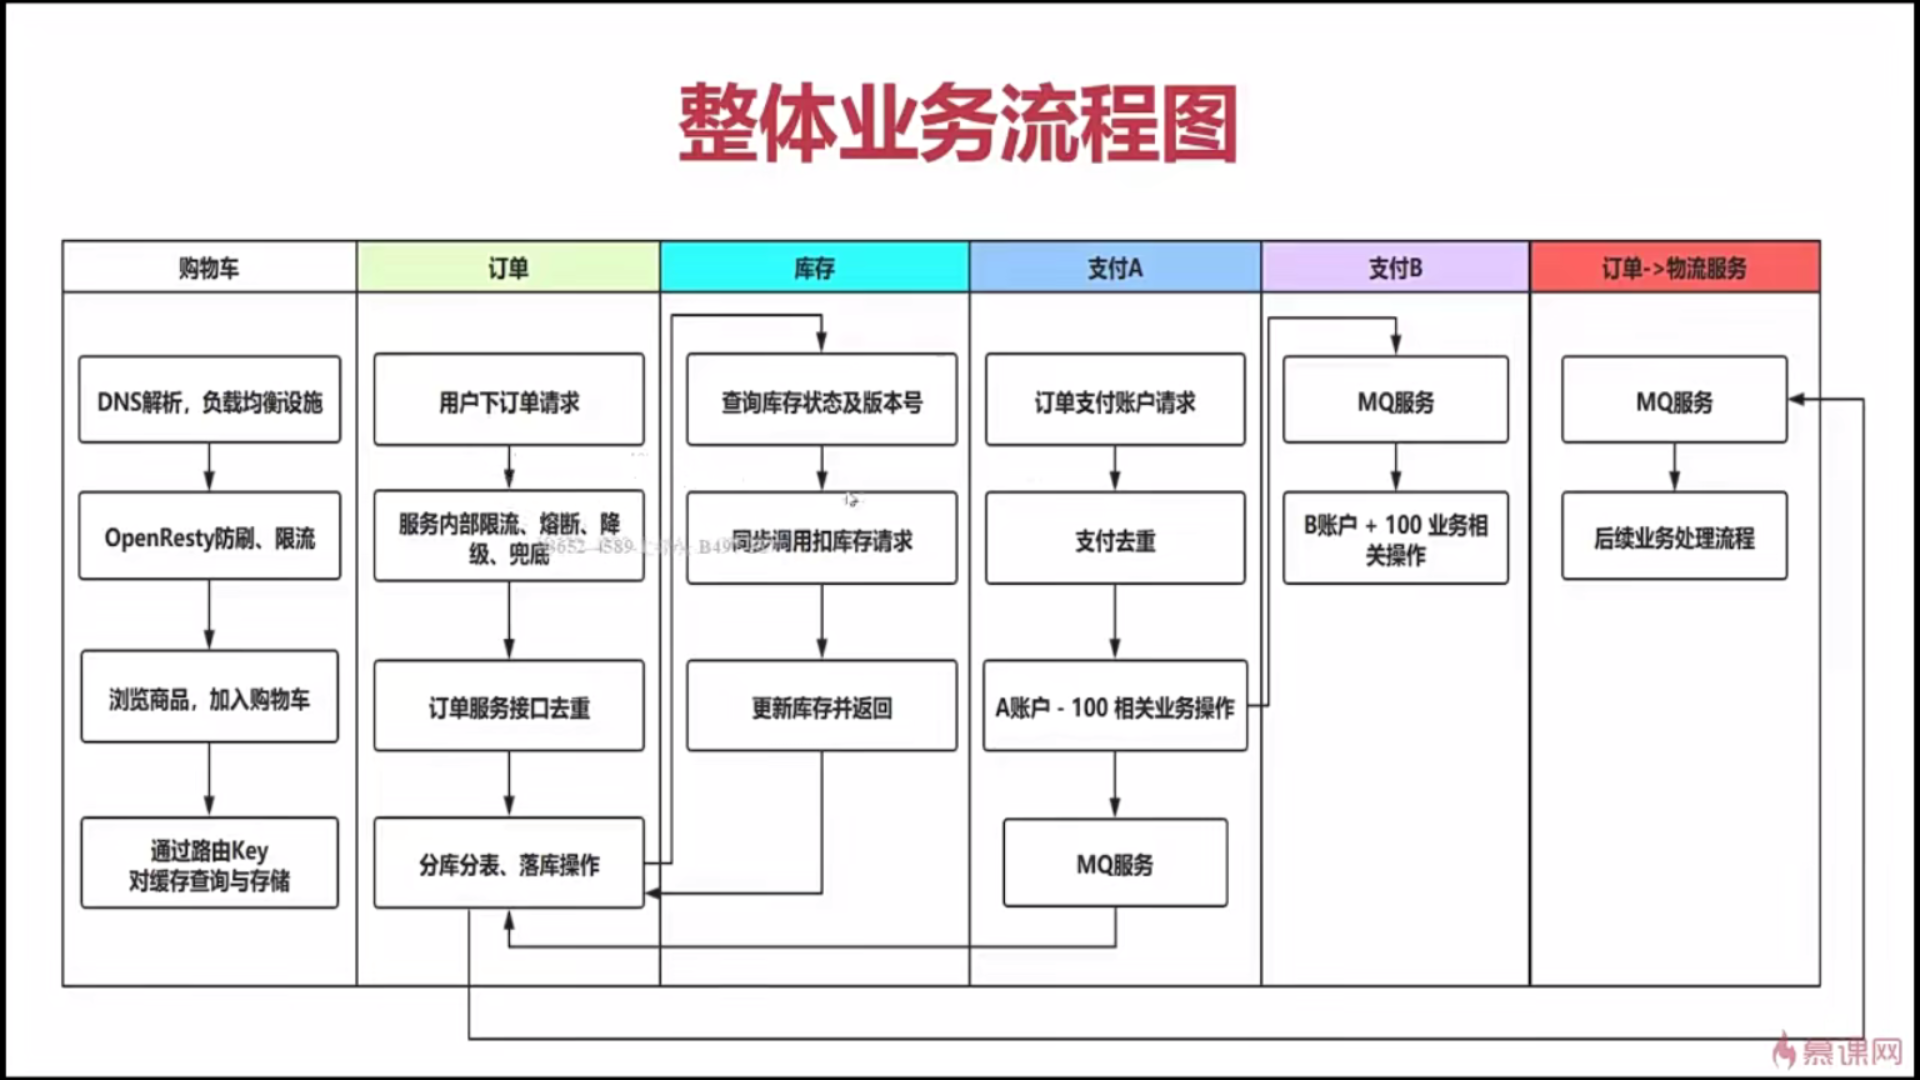 整体业务流程图
购物车
订单
库存
支付A
支付B
订单->物流服务
DNS解析，负载均衡设施
OpenResty防刷、限流
浏览商品，加入购物车
通过路由Key
对缓存查询与存储
用户下订单请求
服务内部限流、熔断、降
级、兜底
订单服务接口去重
分库分表、落库操作
查询库存状态及版本号
同步调用扣库存请求
更新库存并返回
订单支付账户请求
支付去重
A账户 - 100 相关业务操作
MQ服务
MQ服务
B账户 + 100 业务相
关操作
MQ服务
后续业务处理流程
慕课网